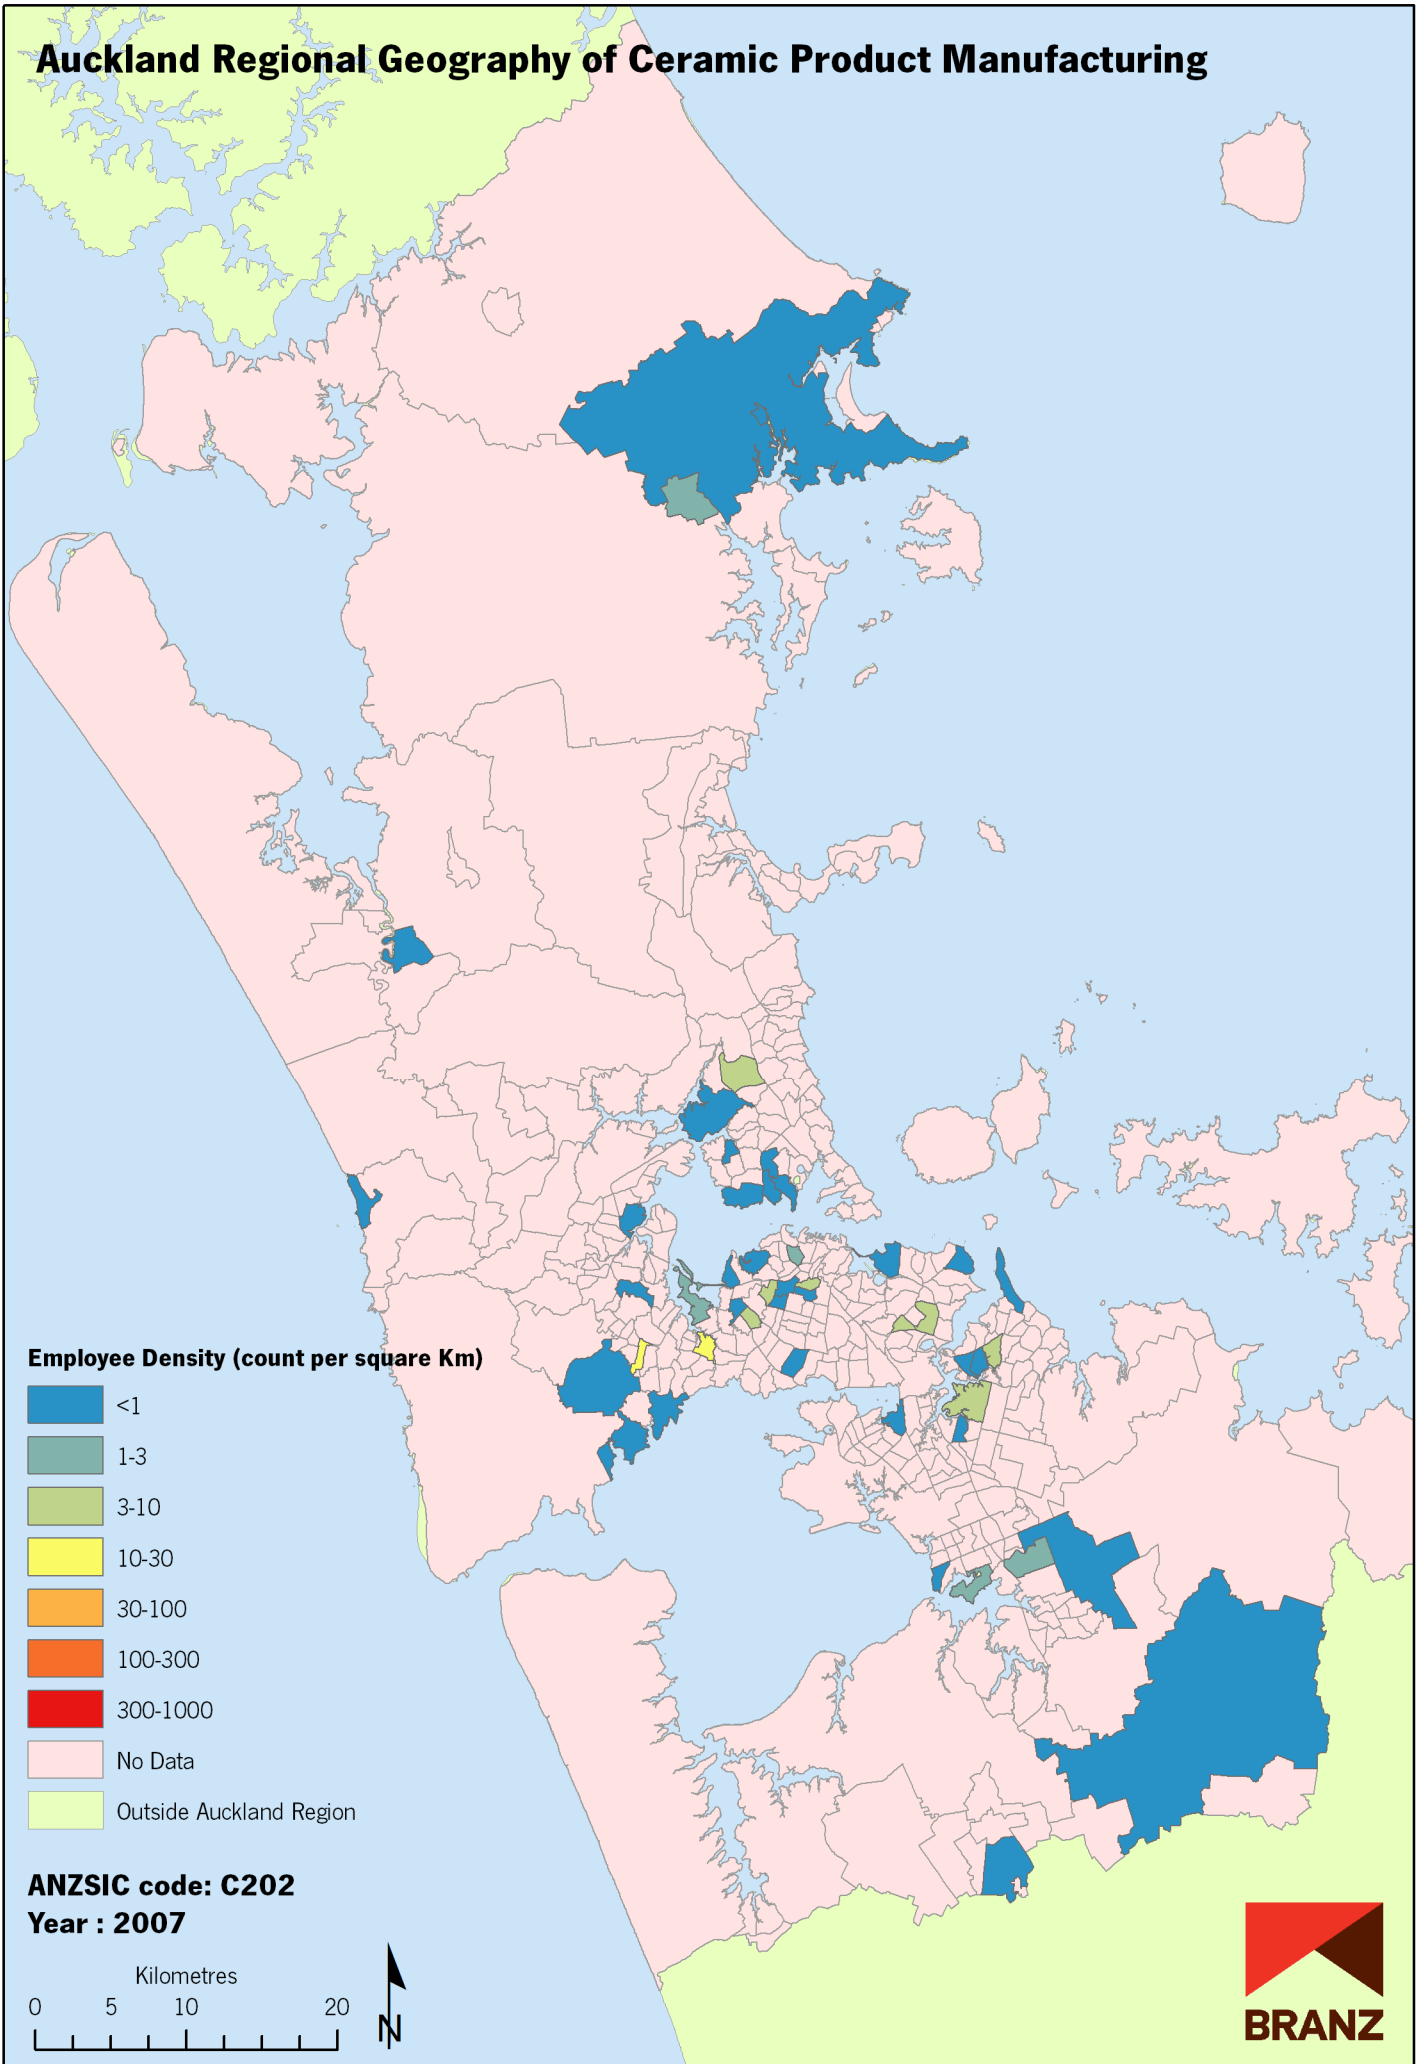 Auckland Regional Geography of Ceramic Product Manufacturing
Employee Density (count per square Km)
<1
1-3
3-10
10-30
30-100
100-300
300-1000
No Data
Outside Auckland Region
ANZSIC code: C202
Year : 2007
Kilometres
0 5 10 20
N
BRANZ